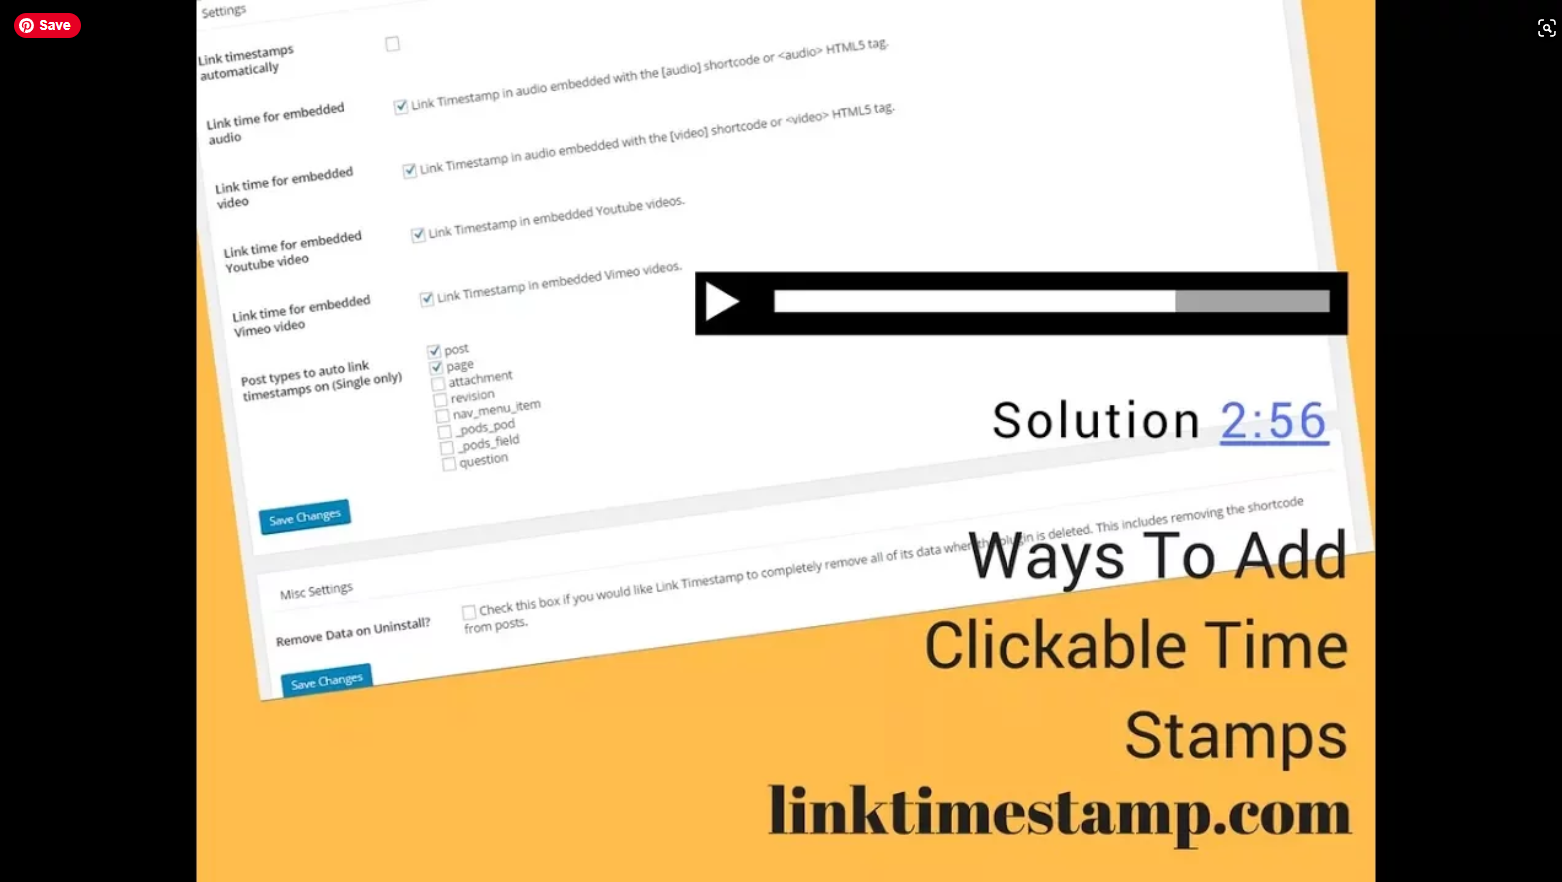 Save
Settings
Link timestamps
automatically
Link time for embedded
audio
Link Timestamp in audio embedded with the [audio] shortcode or <audio> HTML5 tag.
Link time for embedded
video
Link Timestamp in audio embedded with the [video] shortcode or <video> HTML5 tag.
Link time for embedded
Youtube video
Link Timestamp in embedded Youtube videos.
Link time for embedded
Vimeo video
Link Timestamp in embedded Vimeo videos.
Post types to auto link
timestamps on (Single only)
post
page
attachment
revision
nav_menu_item
_pods_pod
_pods_field
question
Save Changes
Solution 2:56
Misc Settings
Remove Data on Uninstall?
Check this box if you would like Link Timestamp to completely remove all of its data when the plugin is deleted. This includes removing the shortcode
from posts.
Save Changes
Ways To Add
Clickable Time
Stamps
linktimestamp.com